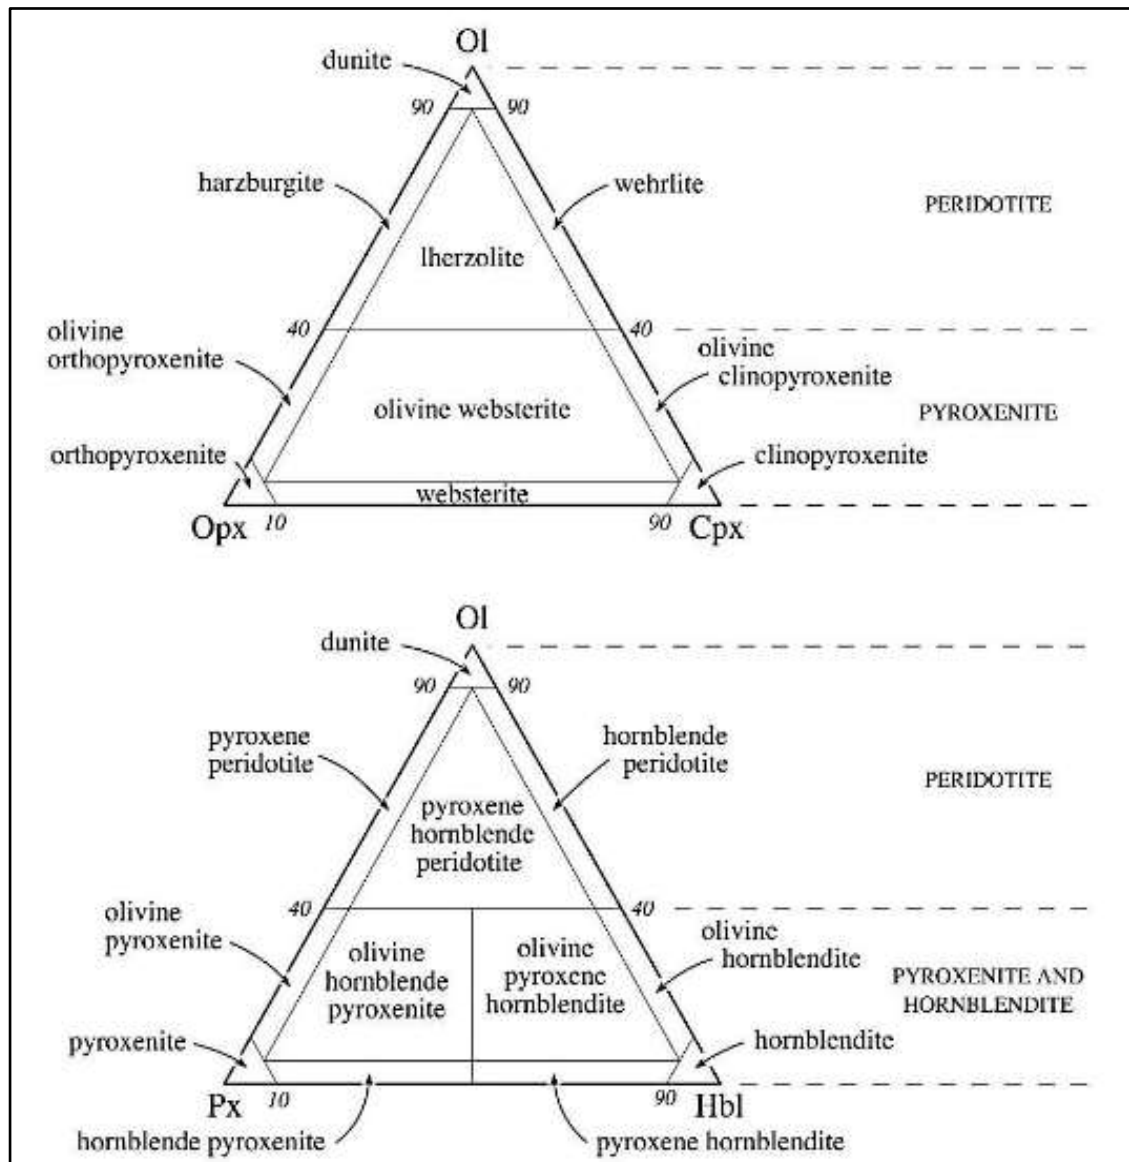 Ol
dunite
90 90
harzburgite wehrlite
PERIDOTITE
lherzolite
40 40
olivine
orthopyroxenite
olivine
clinopyroxenite
olivine websterite
PYROXENITE
orthopyroxenite
clinopyroxenite
websterite
Opx 10 90 Cpx
Ol
dunite
90 90
pyroxene
peridotite
hornblende
peridotite
PERIDOTITE
pyroxene
hornblende
peridotite
40 40
olivine
pyroxenite
olivine
hornblende
pyroxenite
olivine
pyroxene
hornblendite
olivine
hornblendite
PYROXENITE AND
HORNBLENDITE
pyroxenite
hornblendite
Px 10 90 Hbl
hornblende pyroxenite
pyroxene hornblendite